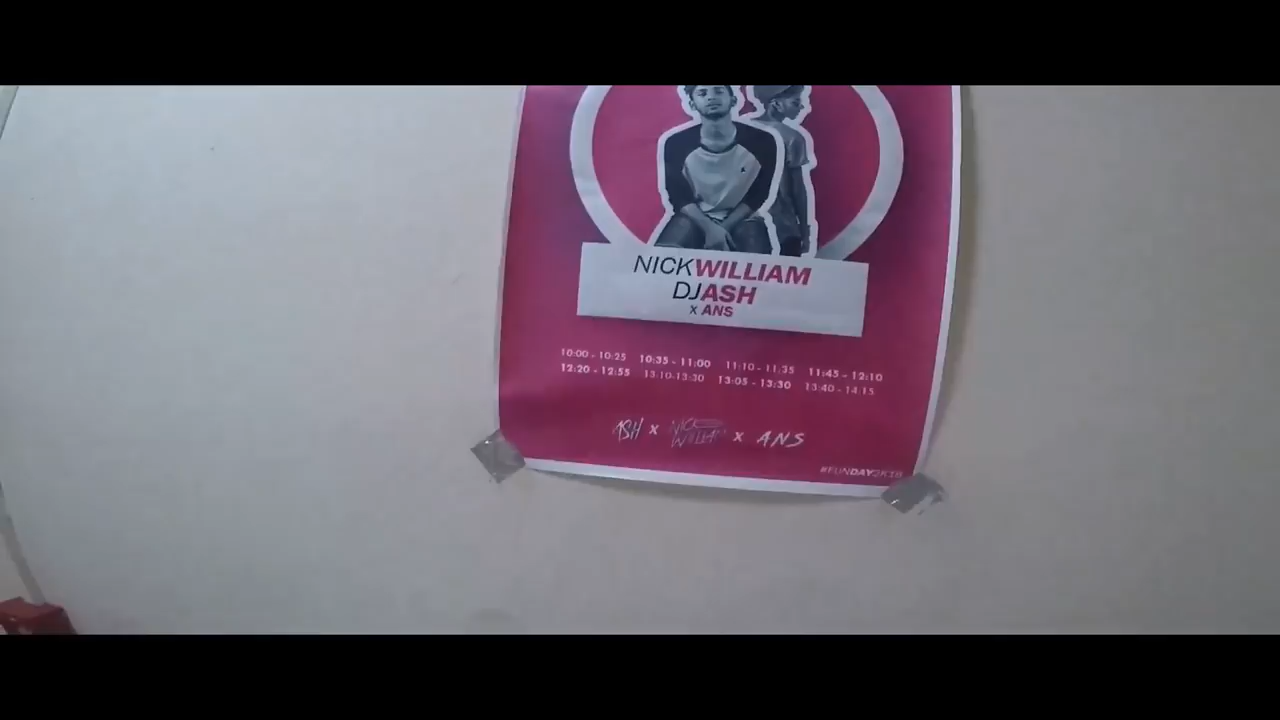 NICKWILLIAM
DJASH
x ANS
10:00 - 10:25 10:35 - 11:00 11:10 - 11:35 11:45 - 12:10
12:20 - 12:55 13:10-13:30 13:05 - 13:30 13:40 - 14:15
ASH x NICK WILLIAM x ANS
#FUNDAY2K18